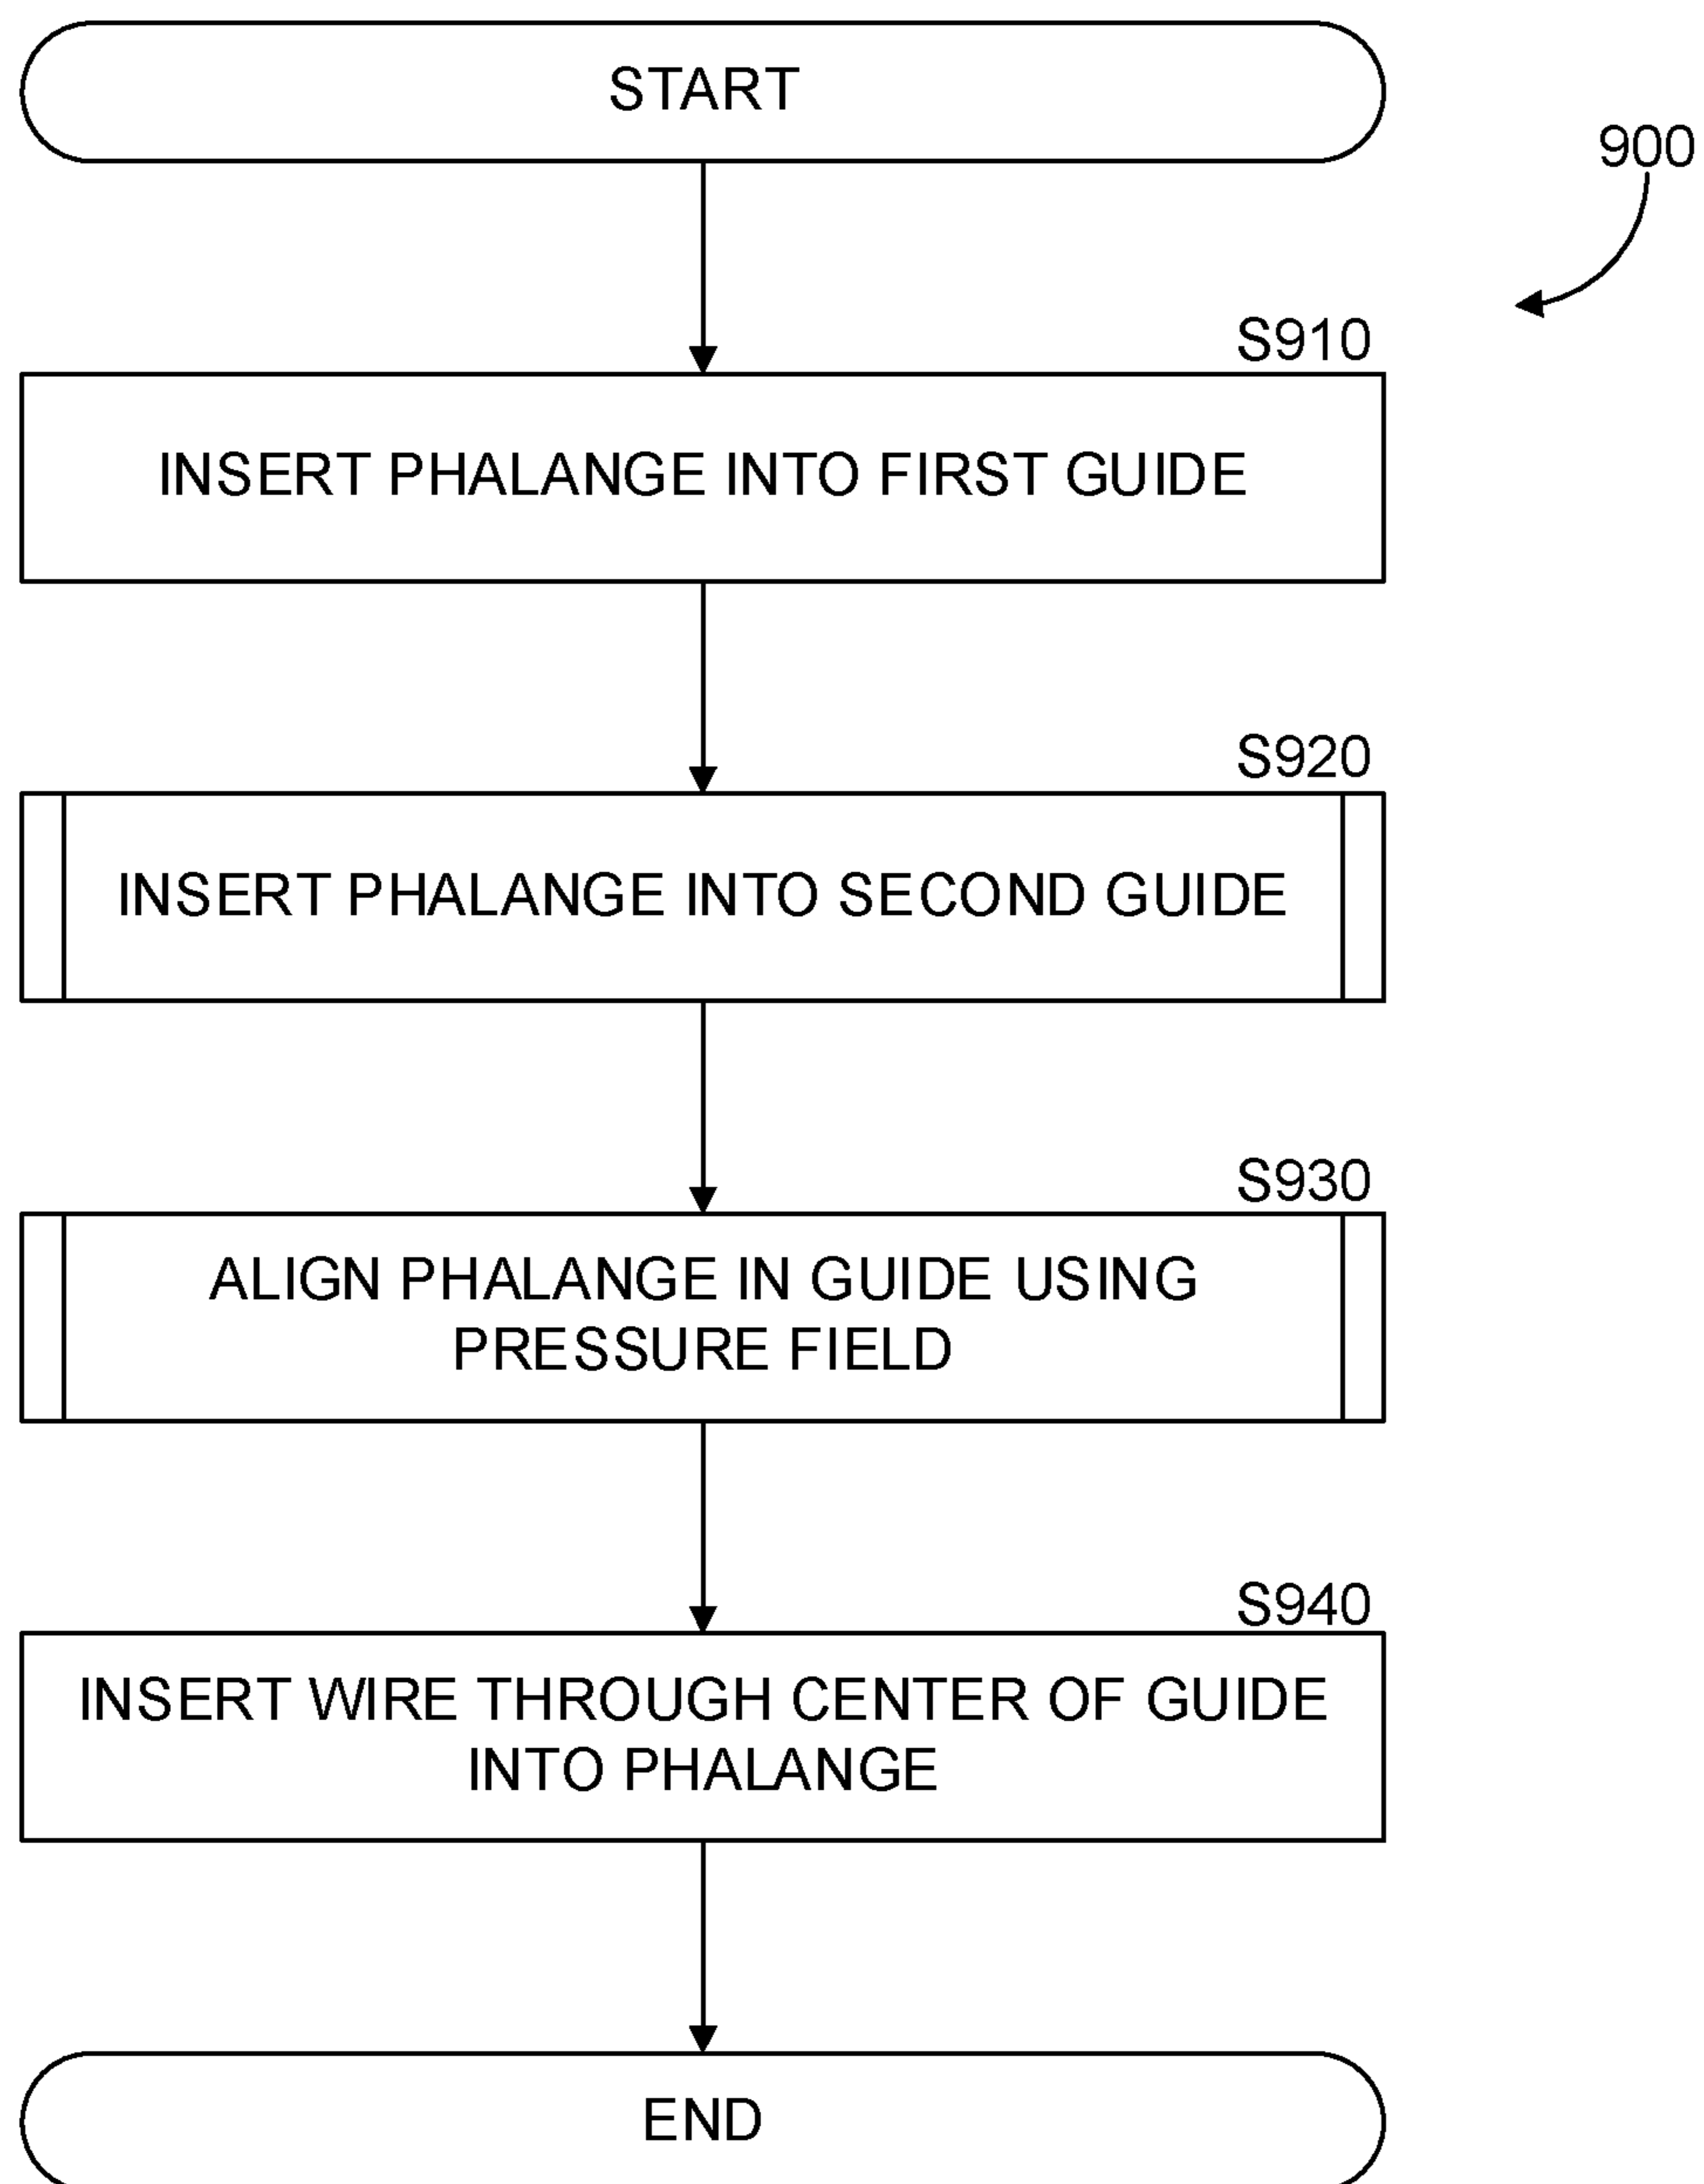 START
900
S910
INSERT PHALANGE INTO FIRST GUIDE
S920
INSERT PHALANGE INTO SECOND GUIDE
S930
ALIGN PHALANGE IN GUIDE USING
PRESSURE FIELD
S940
INSERT WIRE THROUGH CENTER OF GUIDE
INTO PHALANGE
END